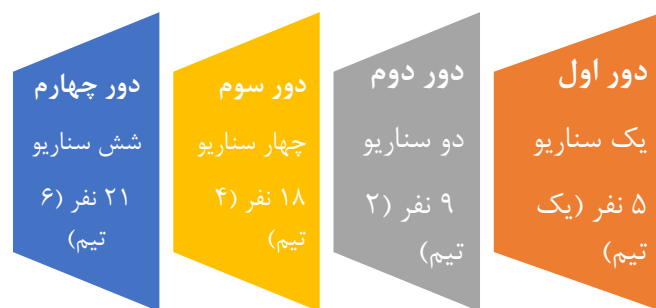 دور اول
یک سناریو
۵ نفر (یک
تیم)
دور دوم
دو سناریو
۹ نفر (۲
تیم)
دور سوم
چهار سناریو
۱۸ نفر (۴
تیم)
دور چهارم
شش سناریو
۲۱ نفر (۶
تیم)